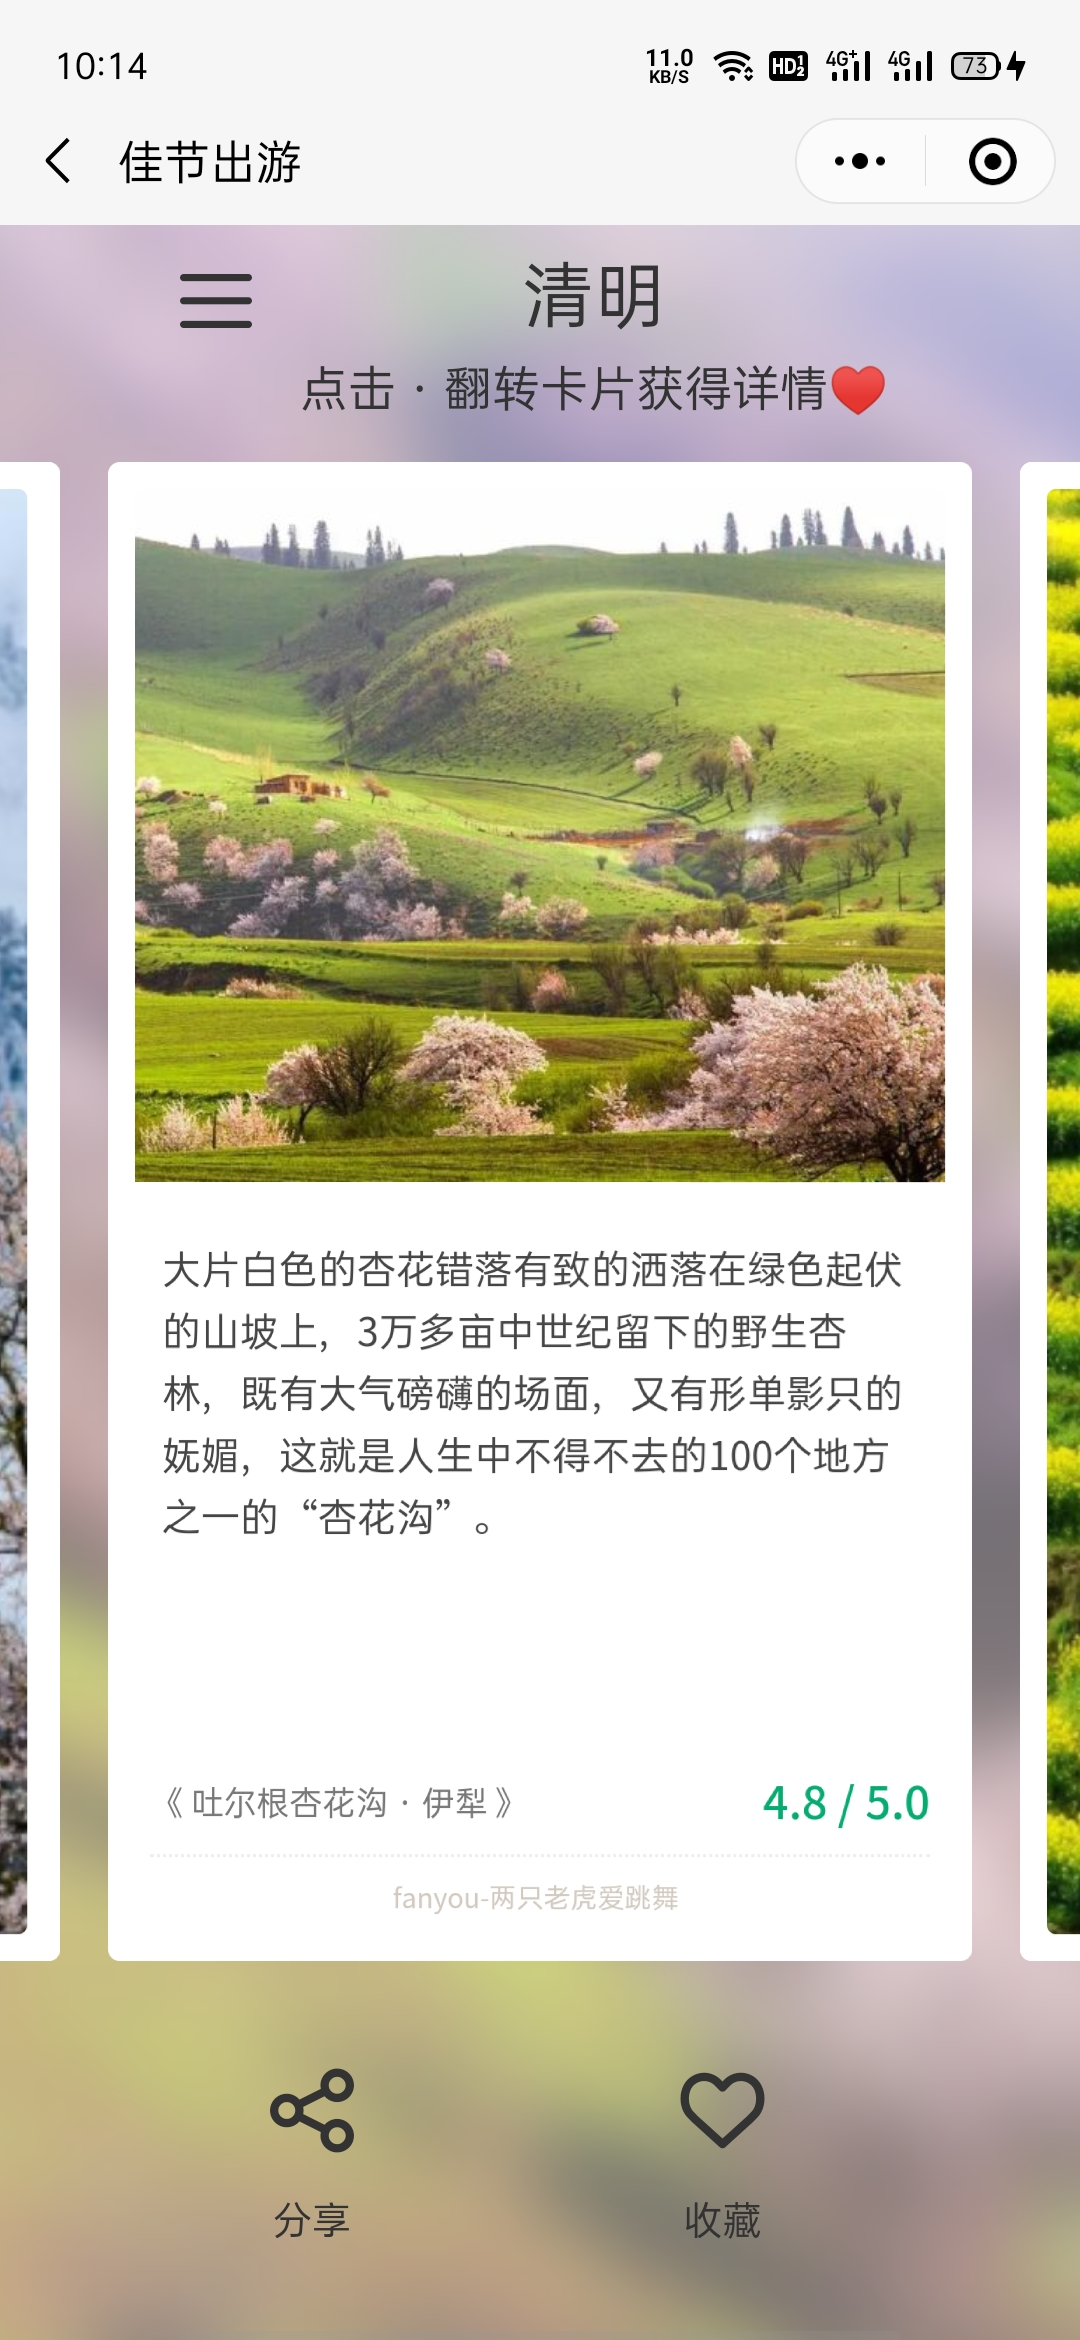 10:14
11.0
KB/S
HD 1 2
4G+
4G
73
佳节出游
清明
点击 · 翻转卡片获得详情❤️
大片白色的杏花错落有致的洒落在绿色起伏
的山坡上，3万多亩中世纪留下的野生杏
林，既有大气磅礴的场面，又有形单影只的
妩媚，这就是人生中不得不去的100个地方
之一的“杏花沟”。
《 吐尔根杏花沟 · 伊犁 》
4.8 / 5.0
fanyou-两只老虎爱跳舞
分享
收藏